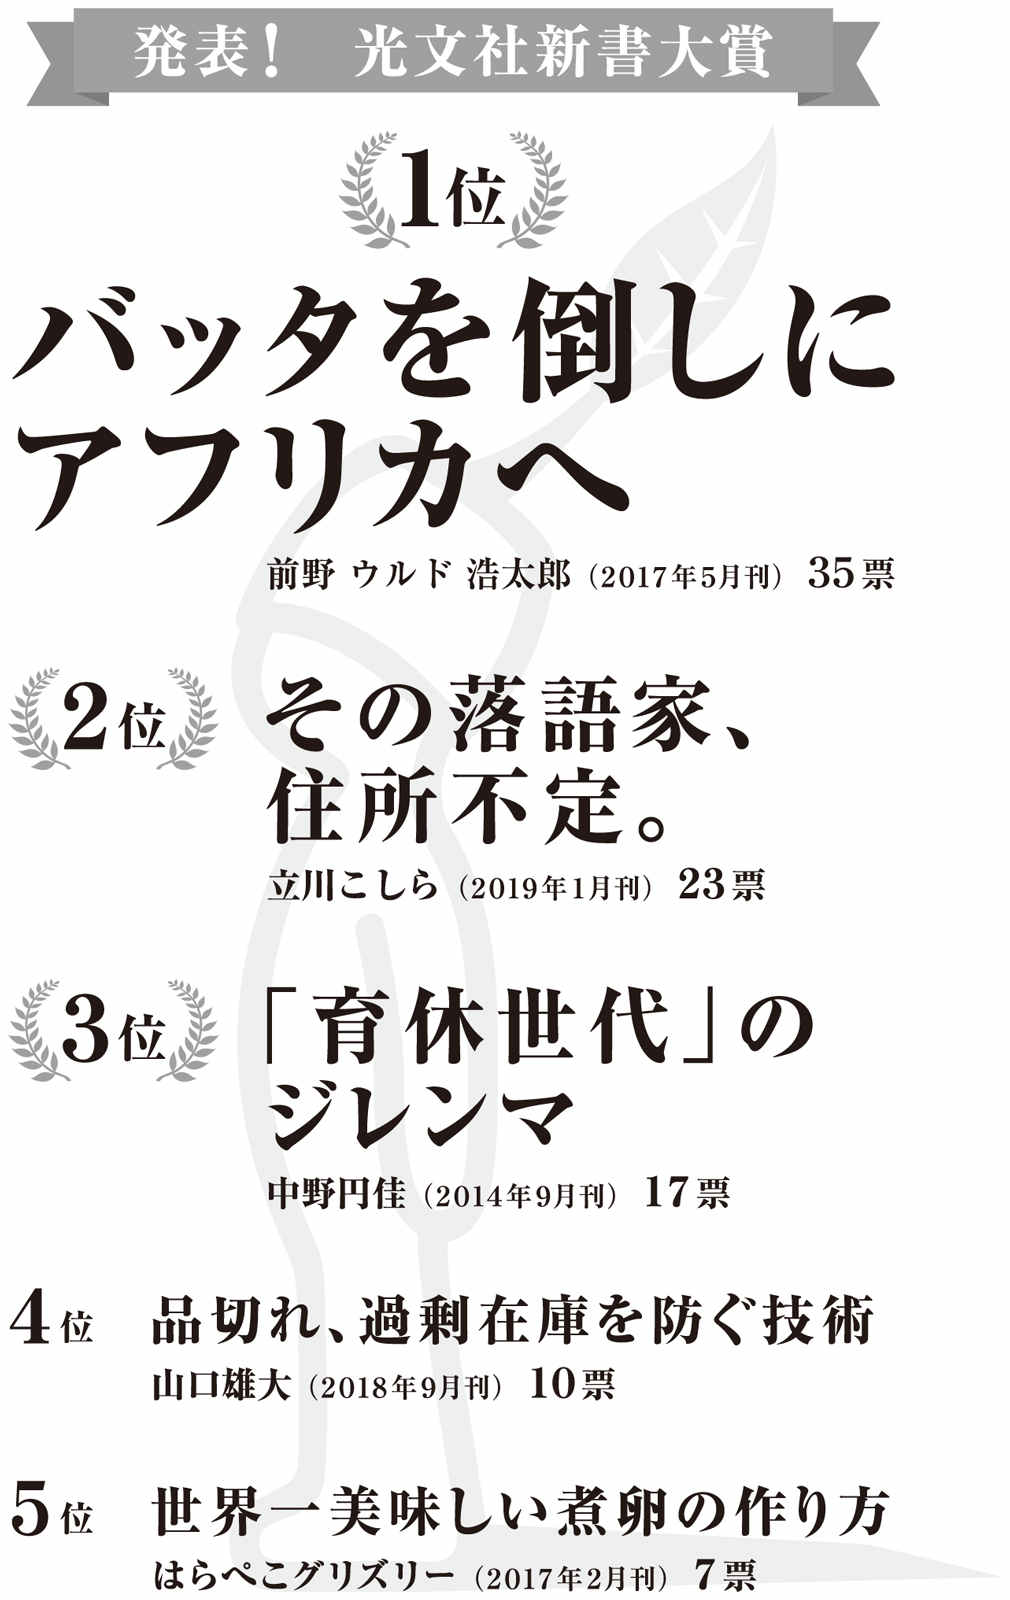 発表！　光文社新書大賞
1位
バッタを倒しに
アフリカへ
前野 ウルド 浩太郎（2017年5月刊） 35票
2位
その落語家、
住所不定。
立川こしら（2019年1月刊） 23票
3位
「育休世代」の
ジレンマ
中野円佳（2014年9月刊） 17票
4位 品切れ、過剰在庫を防ぐ技術
山口雄大（2018年9月刊） 10票
5位 世界一美味しい煮卵の作り方
はらぺこグリズリー（2017年2月刊） 7票